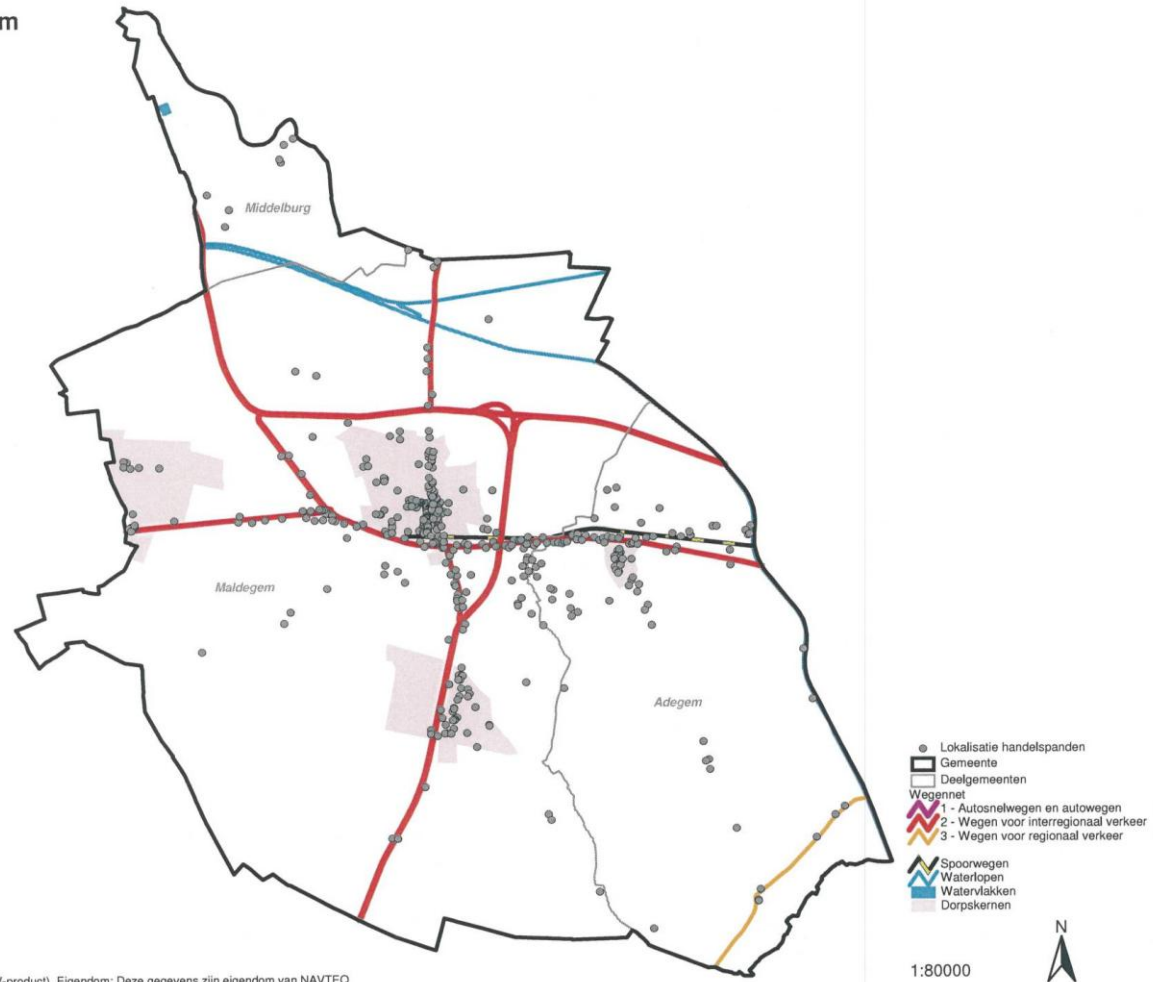 m
Middelburg
Maldegem
Adegem
Lokalisatie handelspanden
Gemeente
Deelgemeenten
Wegennet
1 - Autosnelwegen en autowegen
2 - Wegen voor interregionaal verkeer
3 - Wegen voor regionaal verkeer
Spoorwegen
Waterlopen
Watervlakken
Dorpskernen
N
1:80000
-product). Eigendom: Deze gegevens zijn eigendom van NAVTEQ